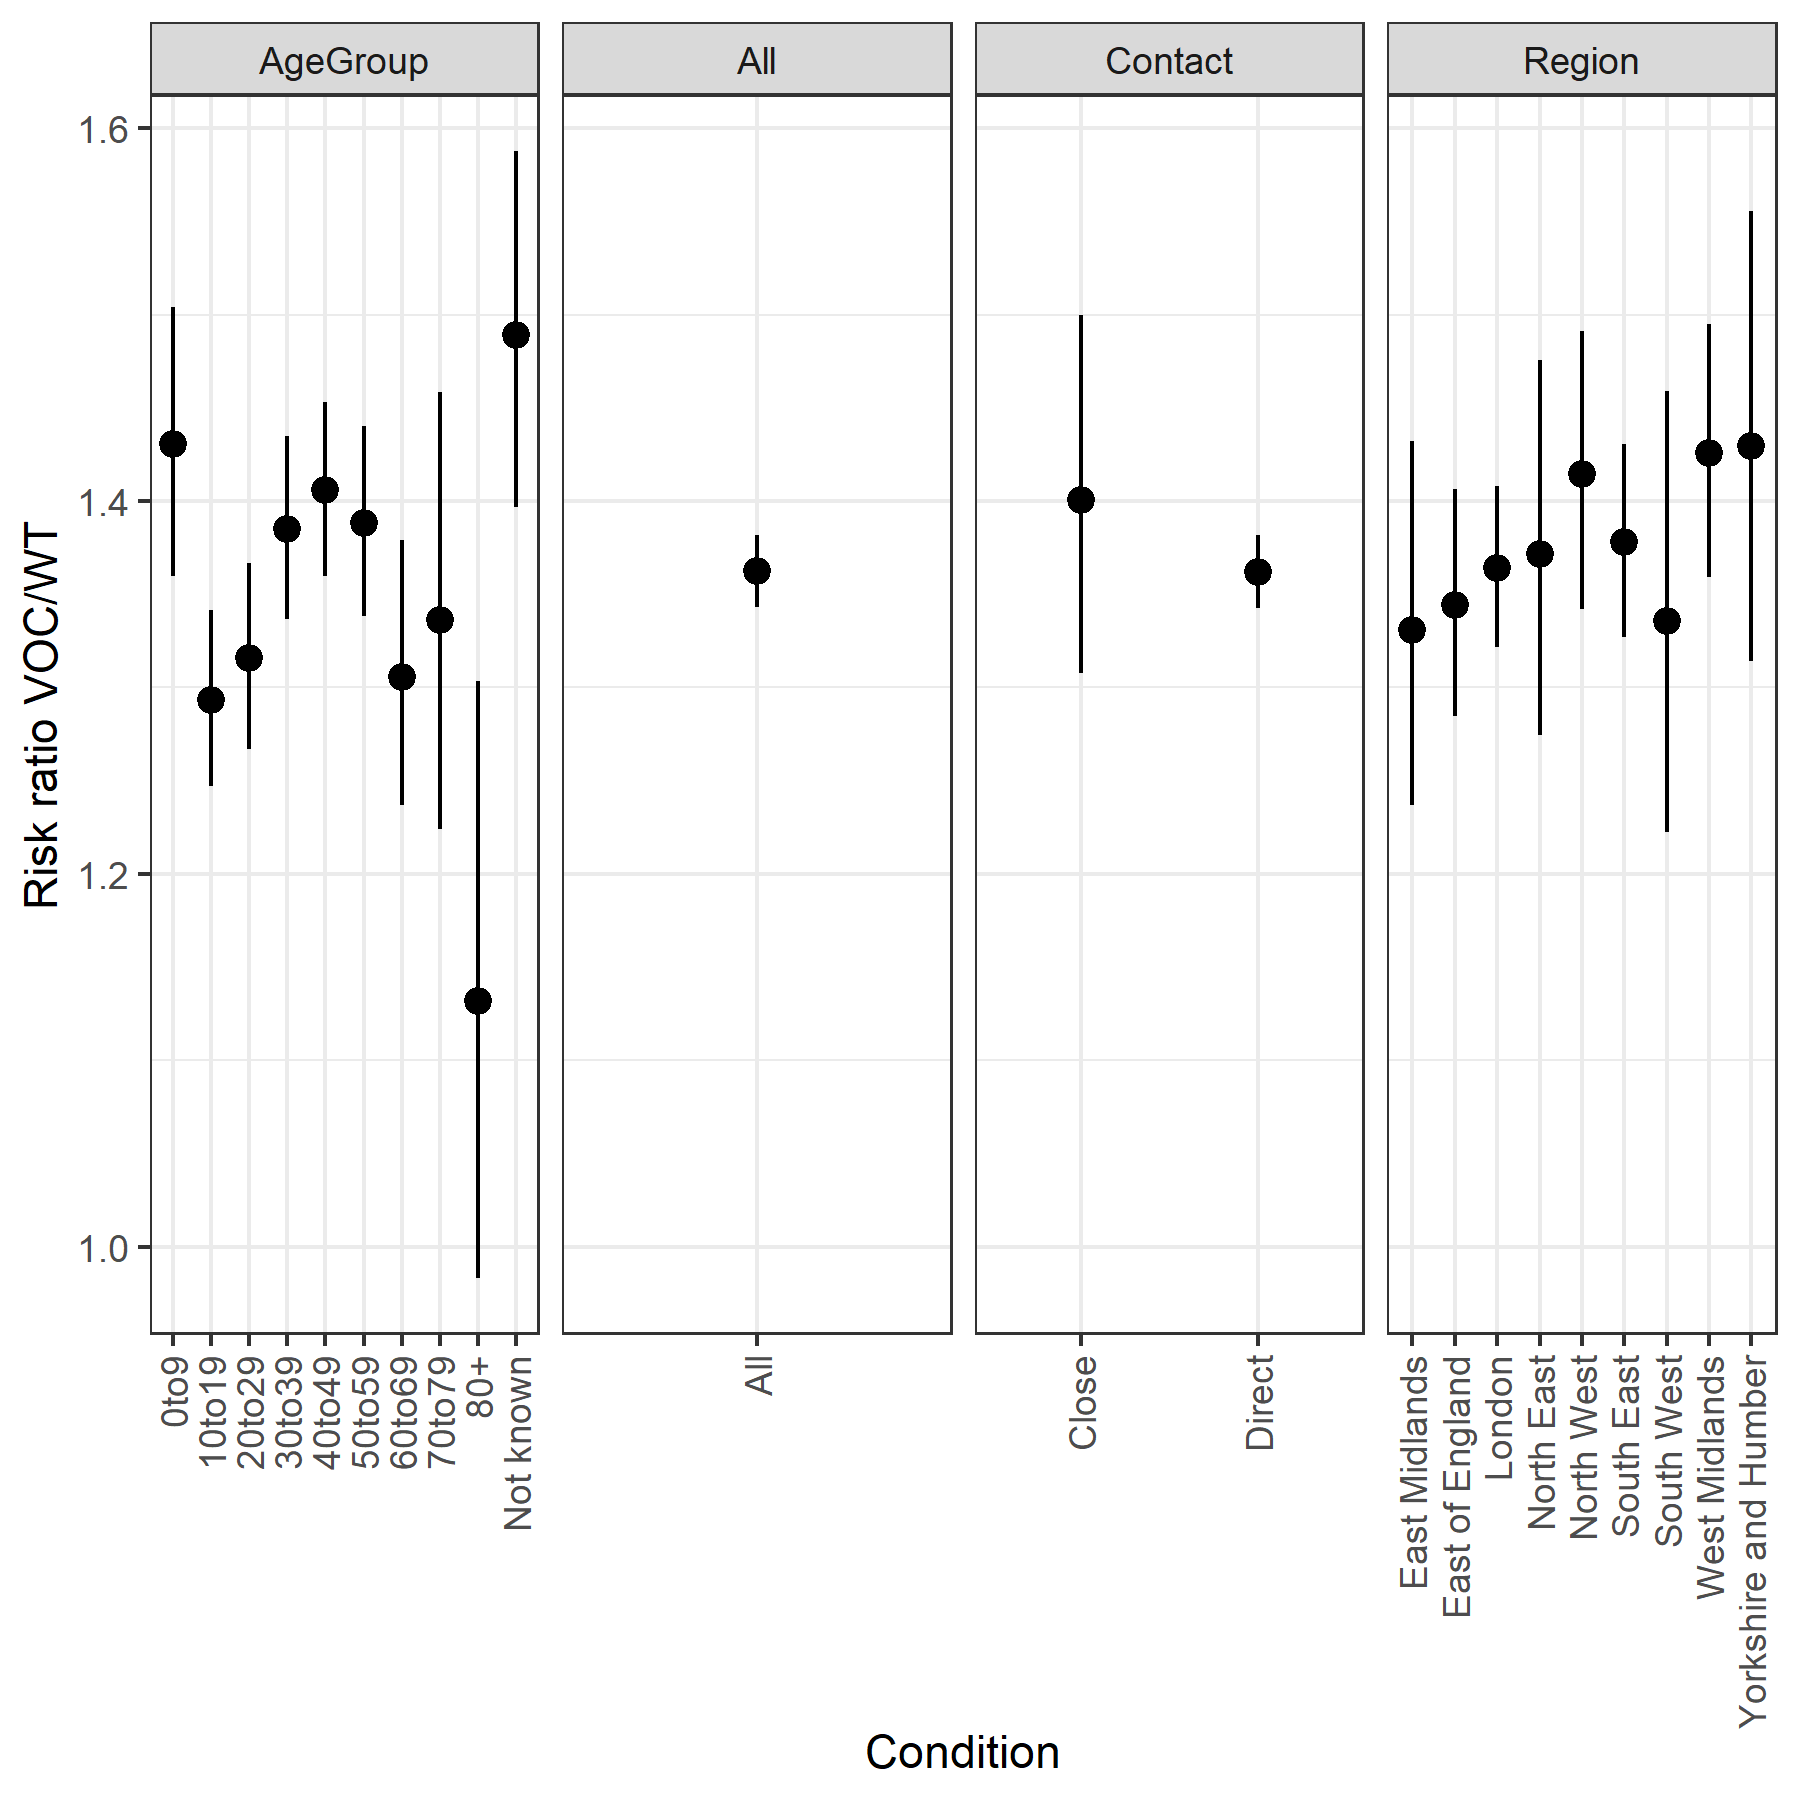 AgeGroup
All
Contact
Region
Risk ratio VOC/WT
1.6
1.4
1.2
1.0
0to9
10to19
20to29
30to39
40to49
50to59
60to69
70to79
80+
Not known
All
Close
Direct
East Midlands
East of England
London
North East
North West
South East
South West
West Midlands
Yorkshire and Humber
Condition